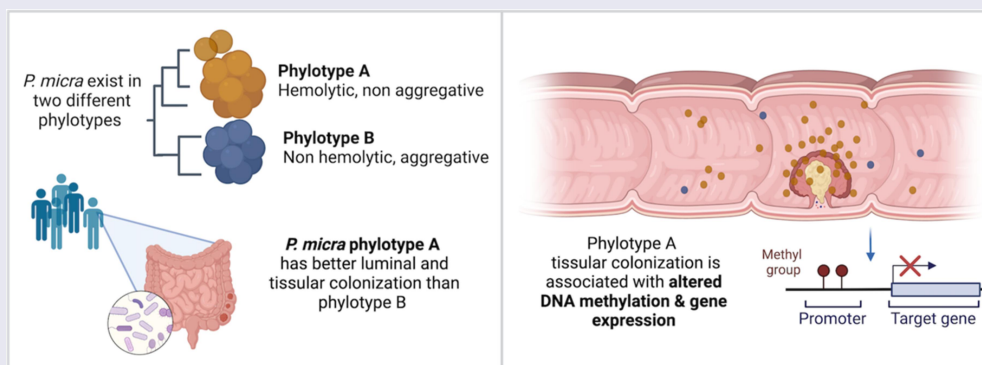 P. micra exist in
two different
phylotypes
Phylotype A
Hemolytic, non aggregative
Phylotype B
Non hemolytic, aggregative
P. micra phylotype A
has better luminal and
tissular colonization than
phylotype B
Phylotype A
tissular colonization is
associated with altered
DNA methylation & gene
expression
Methyl
group
Promoter
Target gene